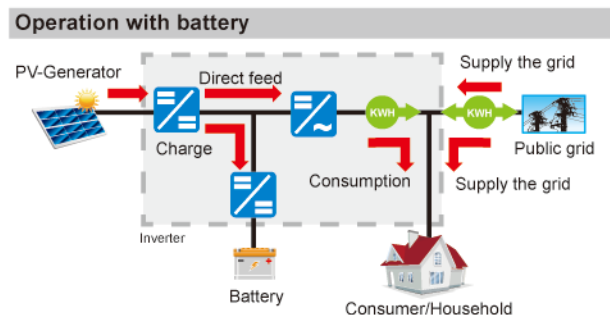 Operation with battery
PV-Generator
Direct feed
Supply the grid
KWH
KWH
Charge
Public grid
Consumption
Supply the grid
Inverter
Battery
Consumer/Household